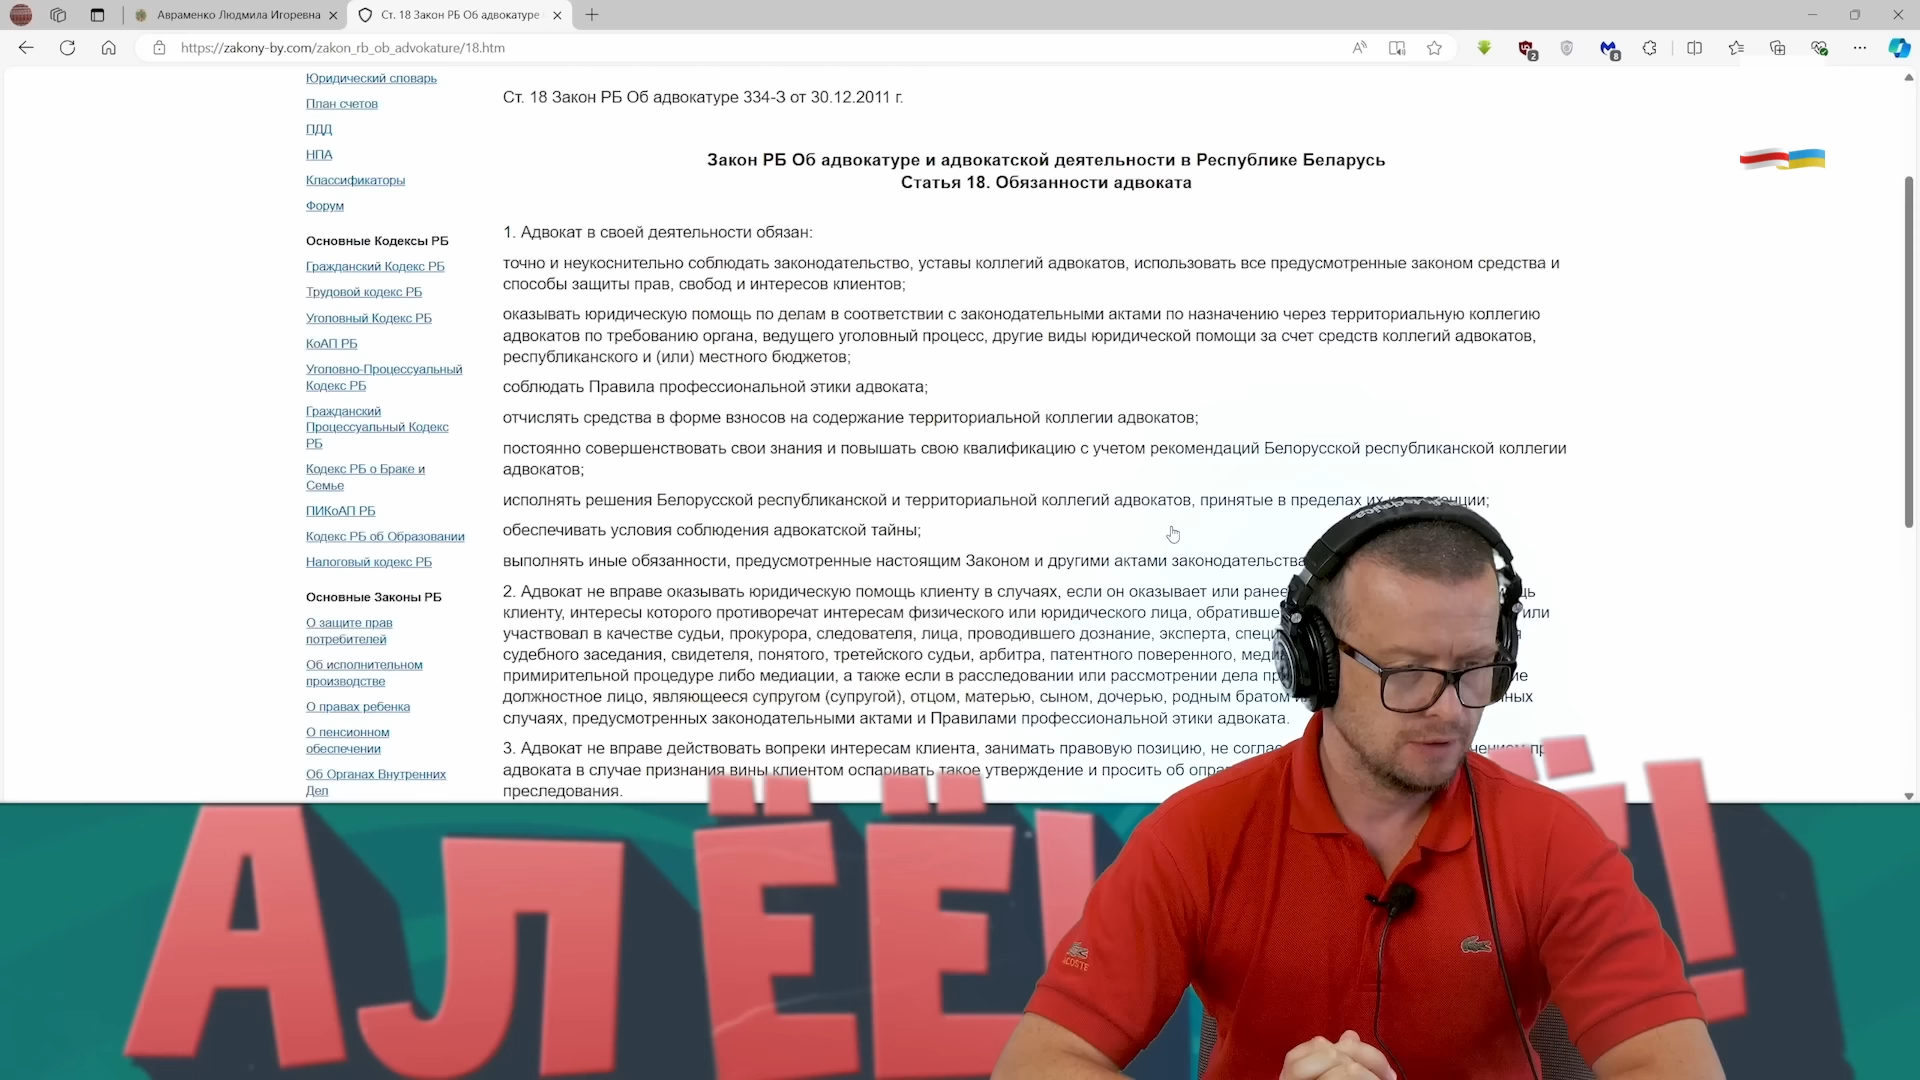 Авраменко Людмила Игоревна
Ст. 18 Закон РБ Об адвокатуре
https://zakony-by.com/zakon_rb_ob_advokature/18.htm
2
8
Юридический словарь
План счетов
ПДД
НПА
Классификаторы
Форум
Основные Кодексы РБ
Гражданский Кодекс РБ
Трудовой кодекс РБ
Уголовный Кодекс РБ
КоАП РБ
Уголовно-Процессуальный
Кодекс РБ
Гражданский
Процессуальный Кодекс
РБ
Кодекс РБ о Браке и
Семье
ПИКоАП РБ
Кодекс РБ об Образовании
Налоговый кодекс РБ
Основные Законы РБ
О защите прав
потребителей
Об исполнительном
производстве
О правах ребенка
О пенсионном
обеспечении
Об Органах Внутренних
Дел
Ст. 18 Закон РБ Об адвокатуре 334-З от 30.12.2011 г.
Закон РБ Об адвокатуре и адвокатской деятельности в Республике Беларусь
Статья 18. Обязанности адвоката
1. Адвокат в своей деятельности обязан:
точно и неукоснительно соблюдать законодательство, уставы коллегий адвокатов, использовать все предусмотренные законом средства и
способы защиты прав, свобод и интересов клиентов;
оказывать юридическую помощь по делам в соответствии с законодательными актами по назначению через территориальную коллегию
адвокатов по требованию органа, ведущего уголовный процесс, другие виды юридической помощи за счет средств коллегий адвокатов,
республиканского и (или) местного бюджетов;
соблюдать Правила профессиональной этики адвоката;
отчислять средства в форме взносов на содержание территориальной коллегии адвокатов;
постоянно совершенствовать свои знания и повышать свою квалификацию с учетом рекомендаций Белорусской республиканской коллегии
адвокатов;
исполнять решения Белорусской республиканской и территориальной коллегий адвокатов, принятые в пределах их
обеспечивать условия соблюдения адвокатской тайны;
выполнять иные обязанности, предусмотренные настоящим Законом и другими актами законодательства
2. Адвокат не вправе оказывать юридическую помощь клиенту в случаях, если он оказывает или ранее
клиенту, интересы которого противоречат интересам физического или юридического лица, или
участвовал в качестве судьи, прокурора, следователя, лица, проводившего дознание, эксперта,
судебного заседания, свидетеля, понятого, третейского судьи, арбитра, патентного поверенного,
примирительной процедуре либо медиации, а также если в расследовании или рассмотрении дела
должностное лицо, являющееся супругом (супругой), отцом, матерью, сыном, дочерью, родным братом
случаях, предусмотренных законодательными актами и Правилами профессиональной этики адвоката.
3. Адвокат не вправе действовать вопреки интересам клиента, занимать правовую позицию, не
адвоката в случае признания вины клиентом оспаривать такое утверждение и просить об
преследования.
LACOSTE